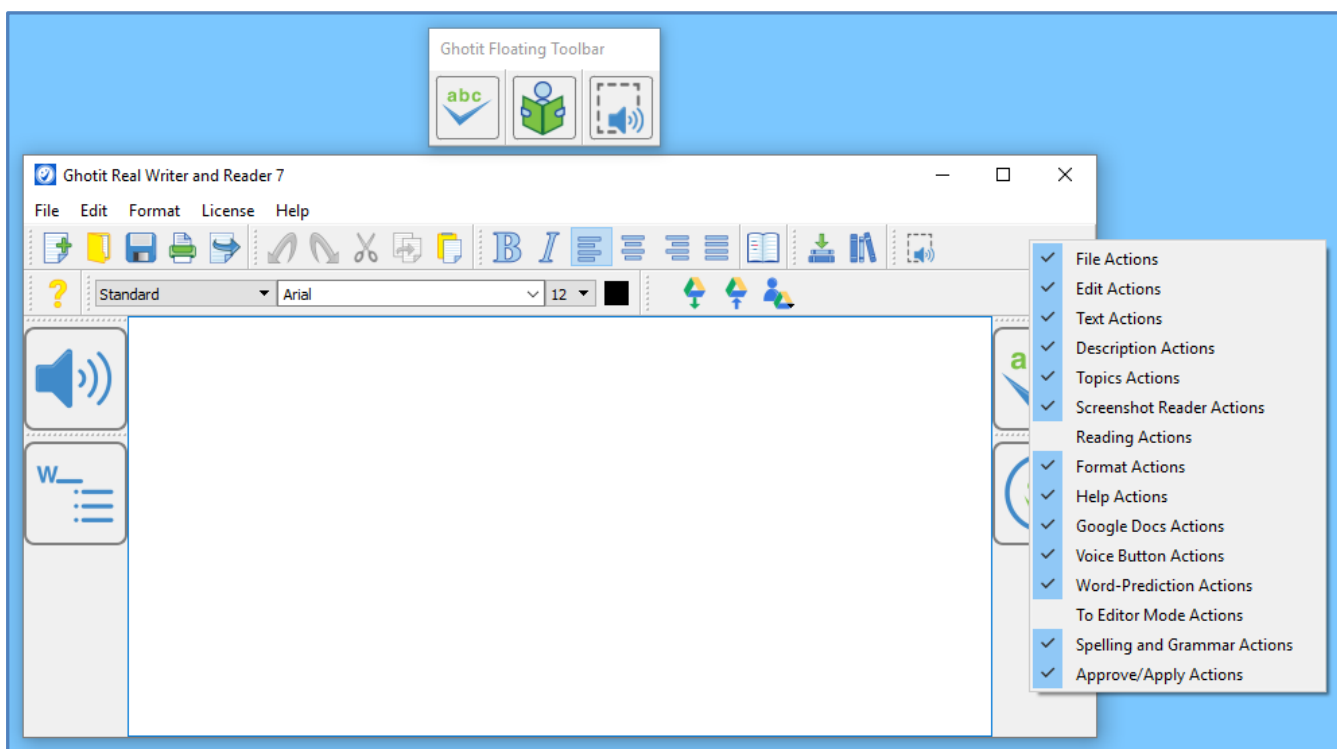 Ghotit Floating Toolbar
abc
Ghotit Real Writer and Reader 7
File Edit Format License Help
B I
? Standard Arial 12
a
W
File Actions
Edit Actions
Text Actions
Description Actions
Topics Actions
Screenshot Reader Actions
Reading Actions
Format Actions
Help Actions
Google Docs Actions
Voice Button Actions
Word-Prediction Actions
To Editor Mode Actions
Spelling and Grammar Actions
Approve/Apply Actions